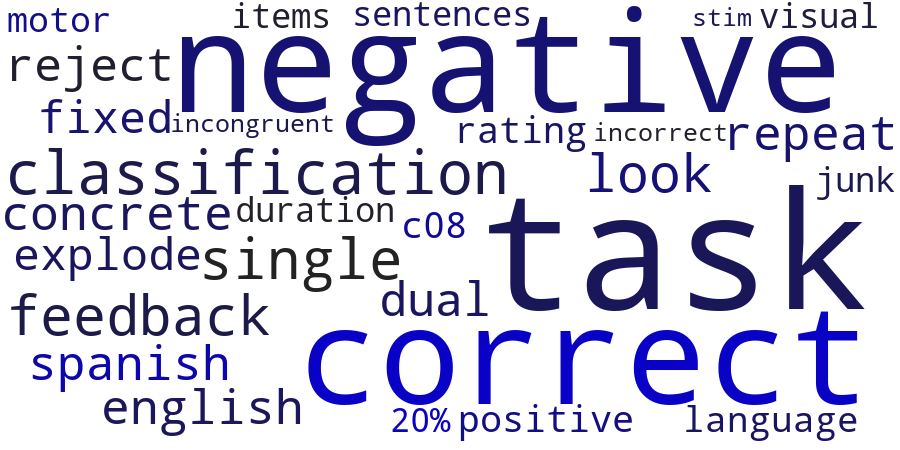 motor items sentences stim visual
reject negative
fixed incongruent rating incorrect repeat
classification look junk
concrete duration c08 task
explode single
feedback dual
spanish correct
english 20% positive language